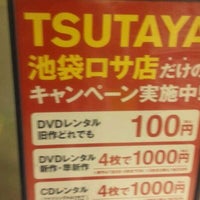 TSUTAYA
池袋ロサ店だけの
キャンペーン実施中!
DVDレンタル
旧作どれでも
100円
DVDレンタル
新作・準新作
4枚で1000円
CDレンタル
4枚で1000円